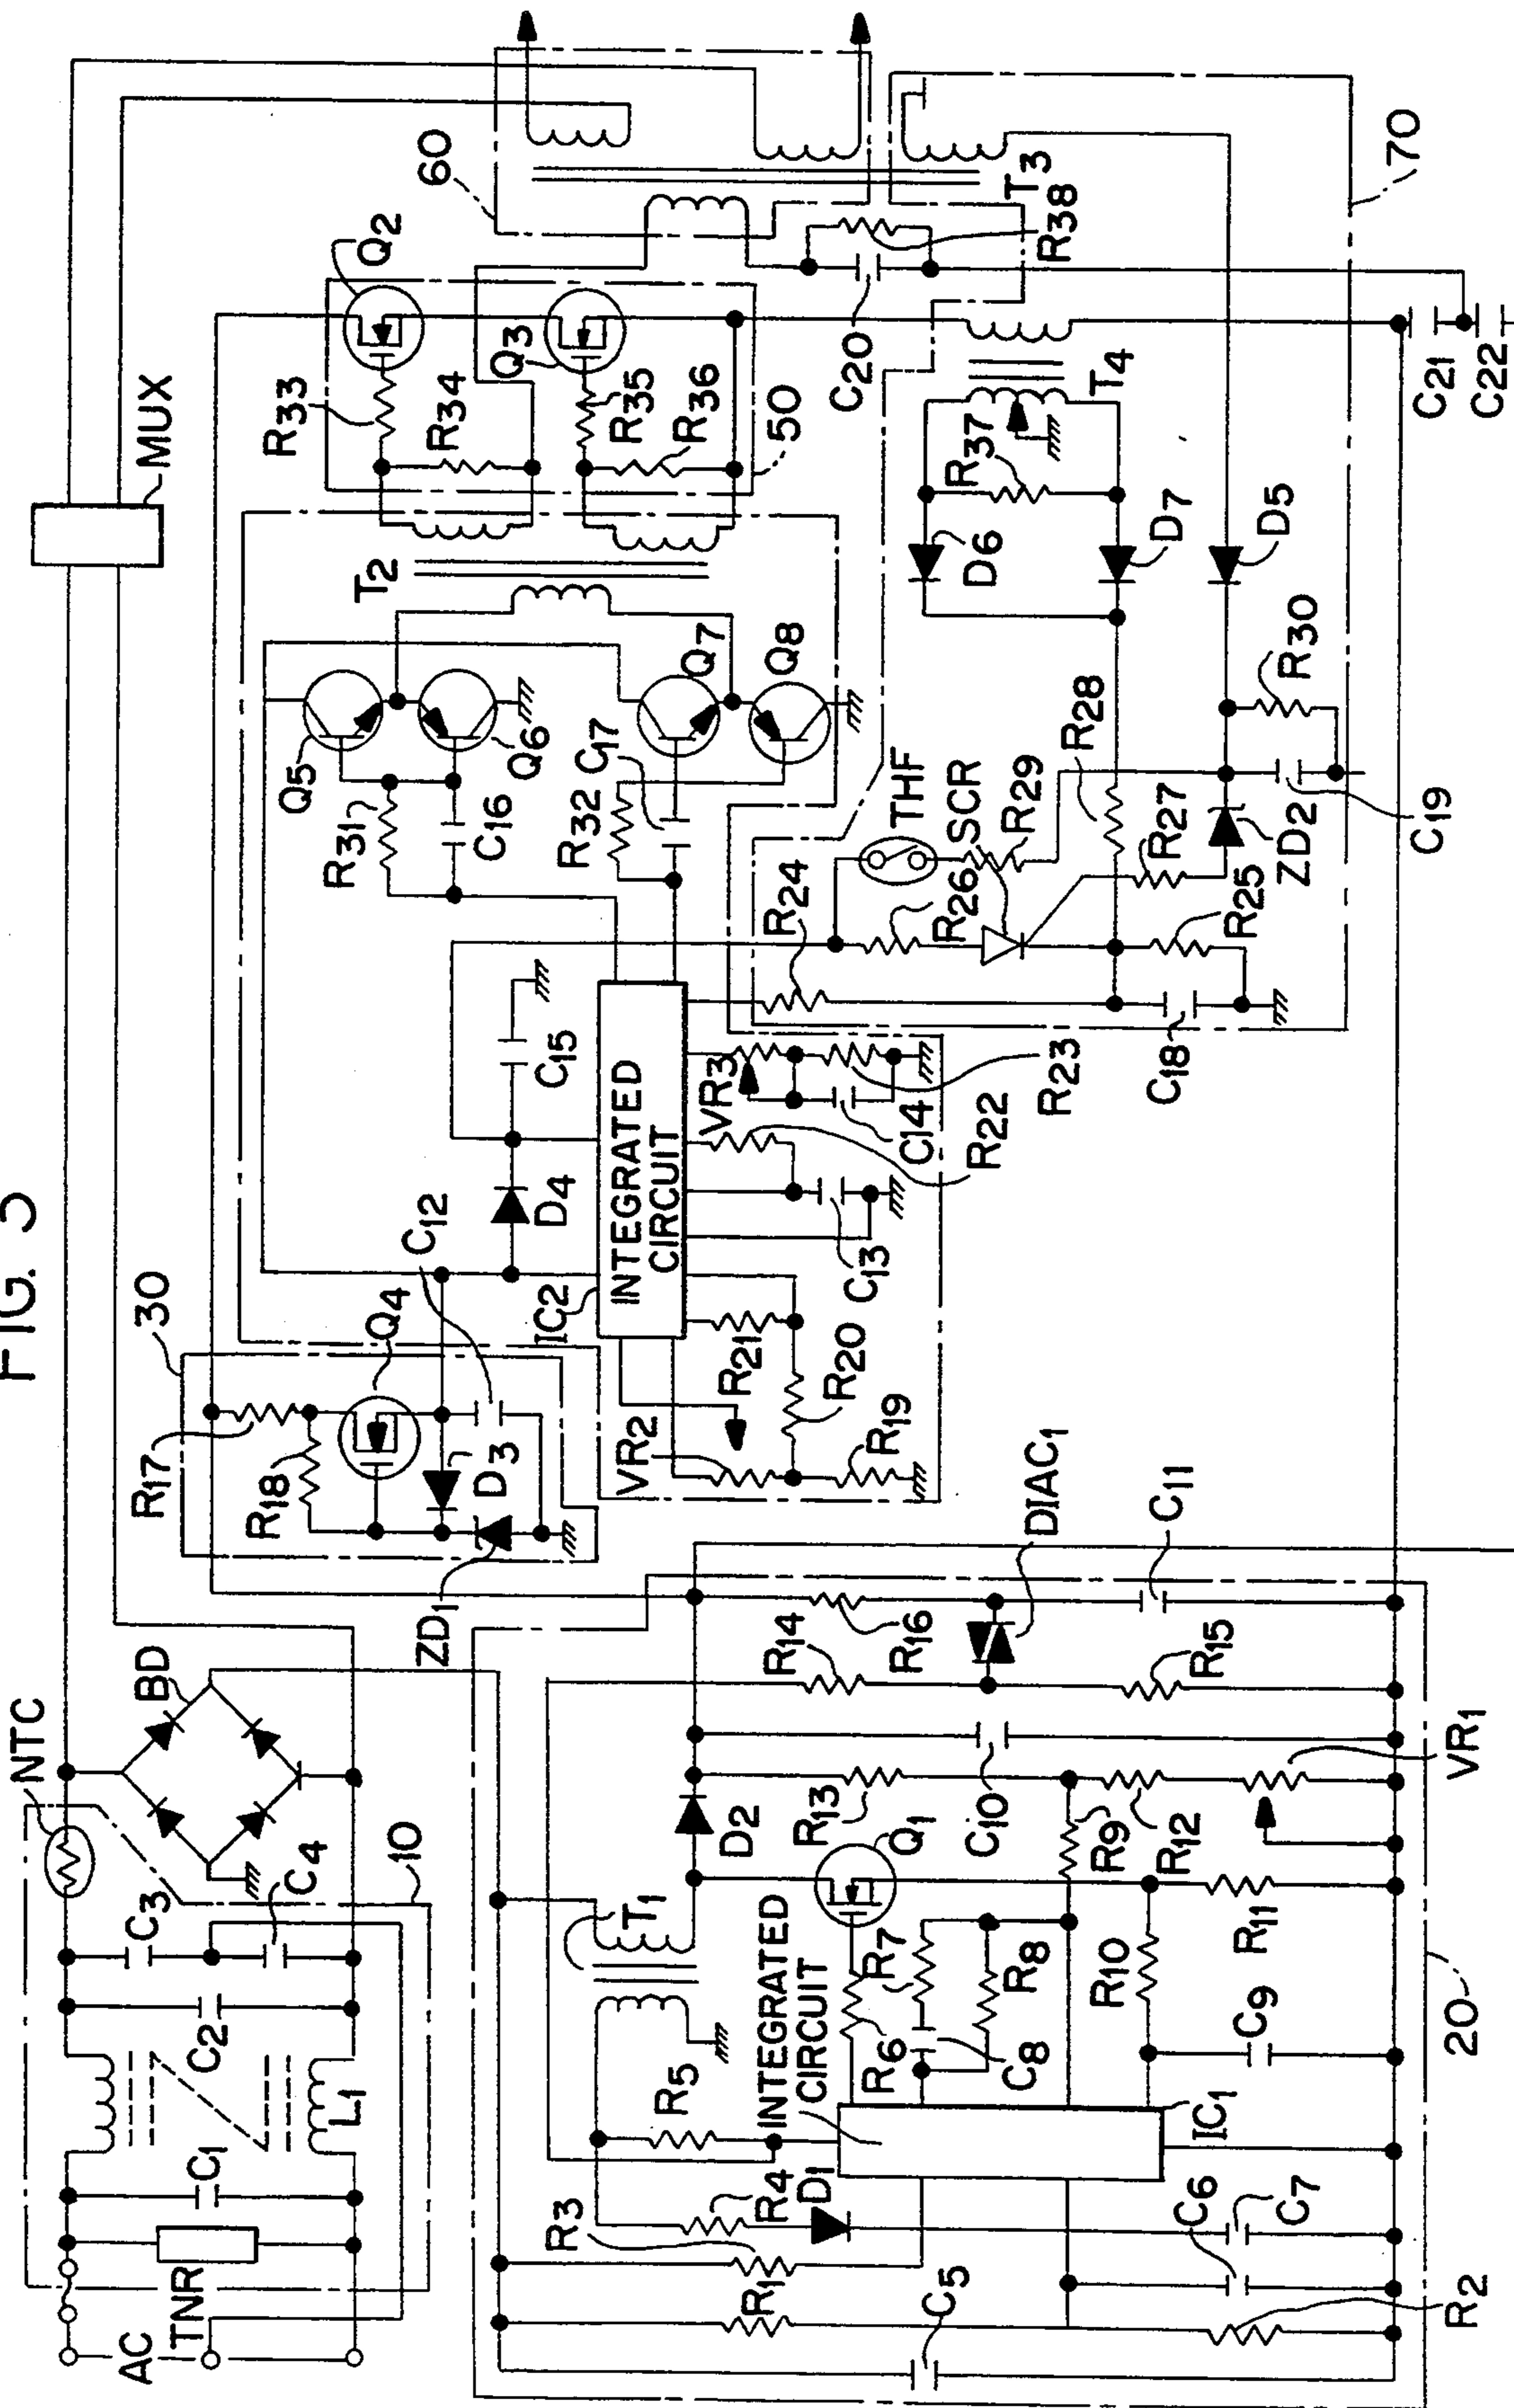 FIG. 5
NTC
BD
MUX
60
Q2
R33
R34
Q3
R35
R36
50
T2
T3
R38
C20
70
30
R17
R18
Q4
C12
D3
ZD1
Q5
Q6
R31
C16
Q7
Q8
C17
R32
D4
C15
IC2
INTEGRATED
CIRCUIT
R21
R20
VR2
R19
VR3
C14
R22
R23
C13
R24
THF
SCR
R29
R26
R28
R27
R25
ZD2
C18
C19
R30
D6
D7
D5
R37
T4
C21
C22
AC
TNR
C1
L1
C2
C3
C4
10
T1
D2
R13
Q1
C10
R14
R16
DIAC1
C11
R15
VR1
R9
R12
R11
R10
C9
R7
R8
R6
C8
R5
INTEGRATED
CIRCUIT
IC1
R3
R4
D1
R1
C5
C6
C7
R2
20